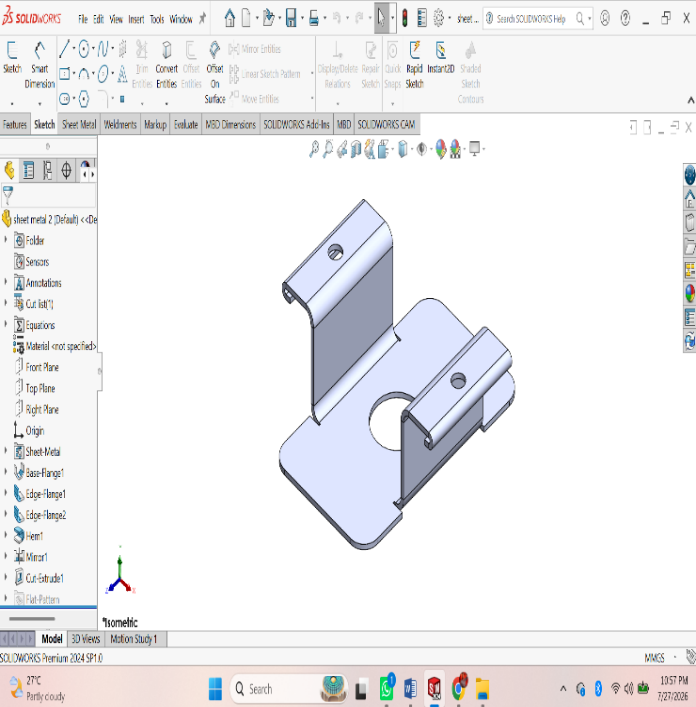 SOLIDWORKS File Edit View Insert Tools Window sheet ... Search SOLIDWORKS Help
Sketch Smart Dimension Trim Entities Convert Entities Offset Entities Offset On Surface Mirror Entities Linear Sketch Pattern Move Entities Display/Delete Relations Repair Sketch Quick Snaps Rapid Sketch Instant2D Shaded Sketch Contours
Features Sketch Sheet Metal Weldments Markup Evaluate MBD Dimensions SOLIDWORKS Add-Ins MBD SOLIDWORKS CAM
sheet metal 2 (Default) <<De
Folder
Sensors
Annotations
Cut list(1)
Equations
Material <not specified>
Front Plane
Top Plane
Right Plane
Origin
Sheet-Metal
Base-Flange1
Edge-Flange1
Edge-Flange2
Hem1
Mirror1
Cut-Extrude1
Flat-Pattern
*Isometric
Model 3D Views Motion Study 1
SOLIDWORKS Premium 2024 SP1.0 MMGS
27°C
Partly cloudy
Search
10:57 PM
7/27/2026